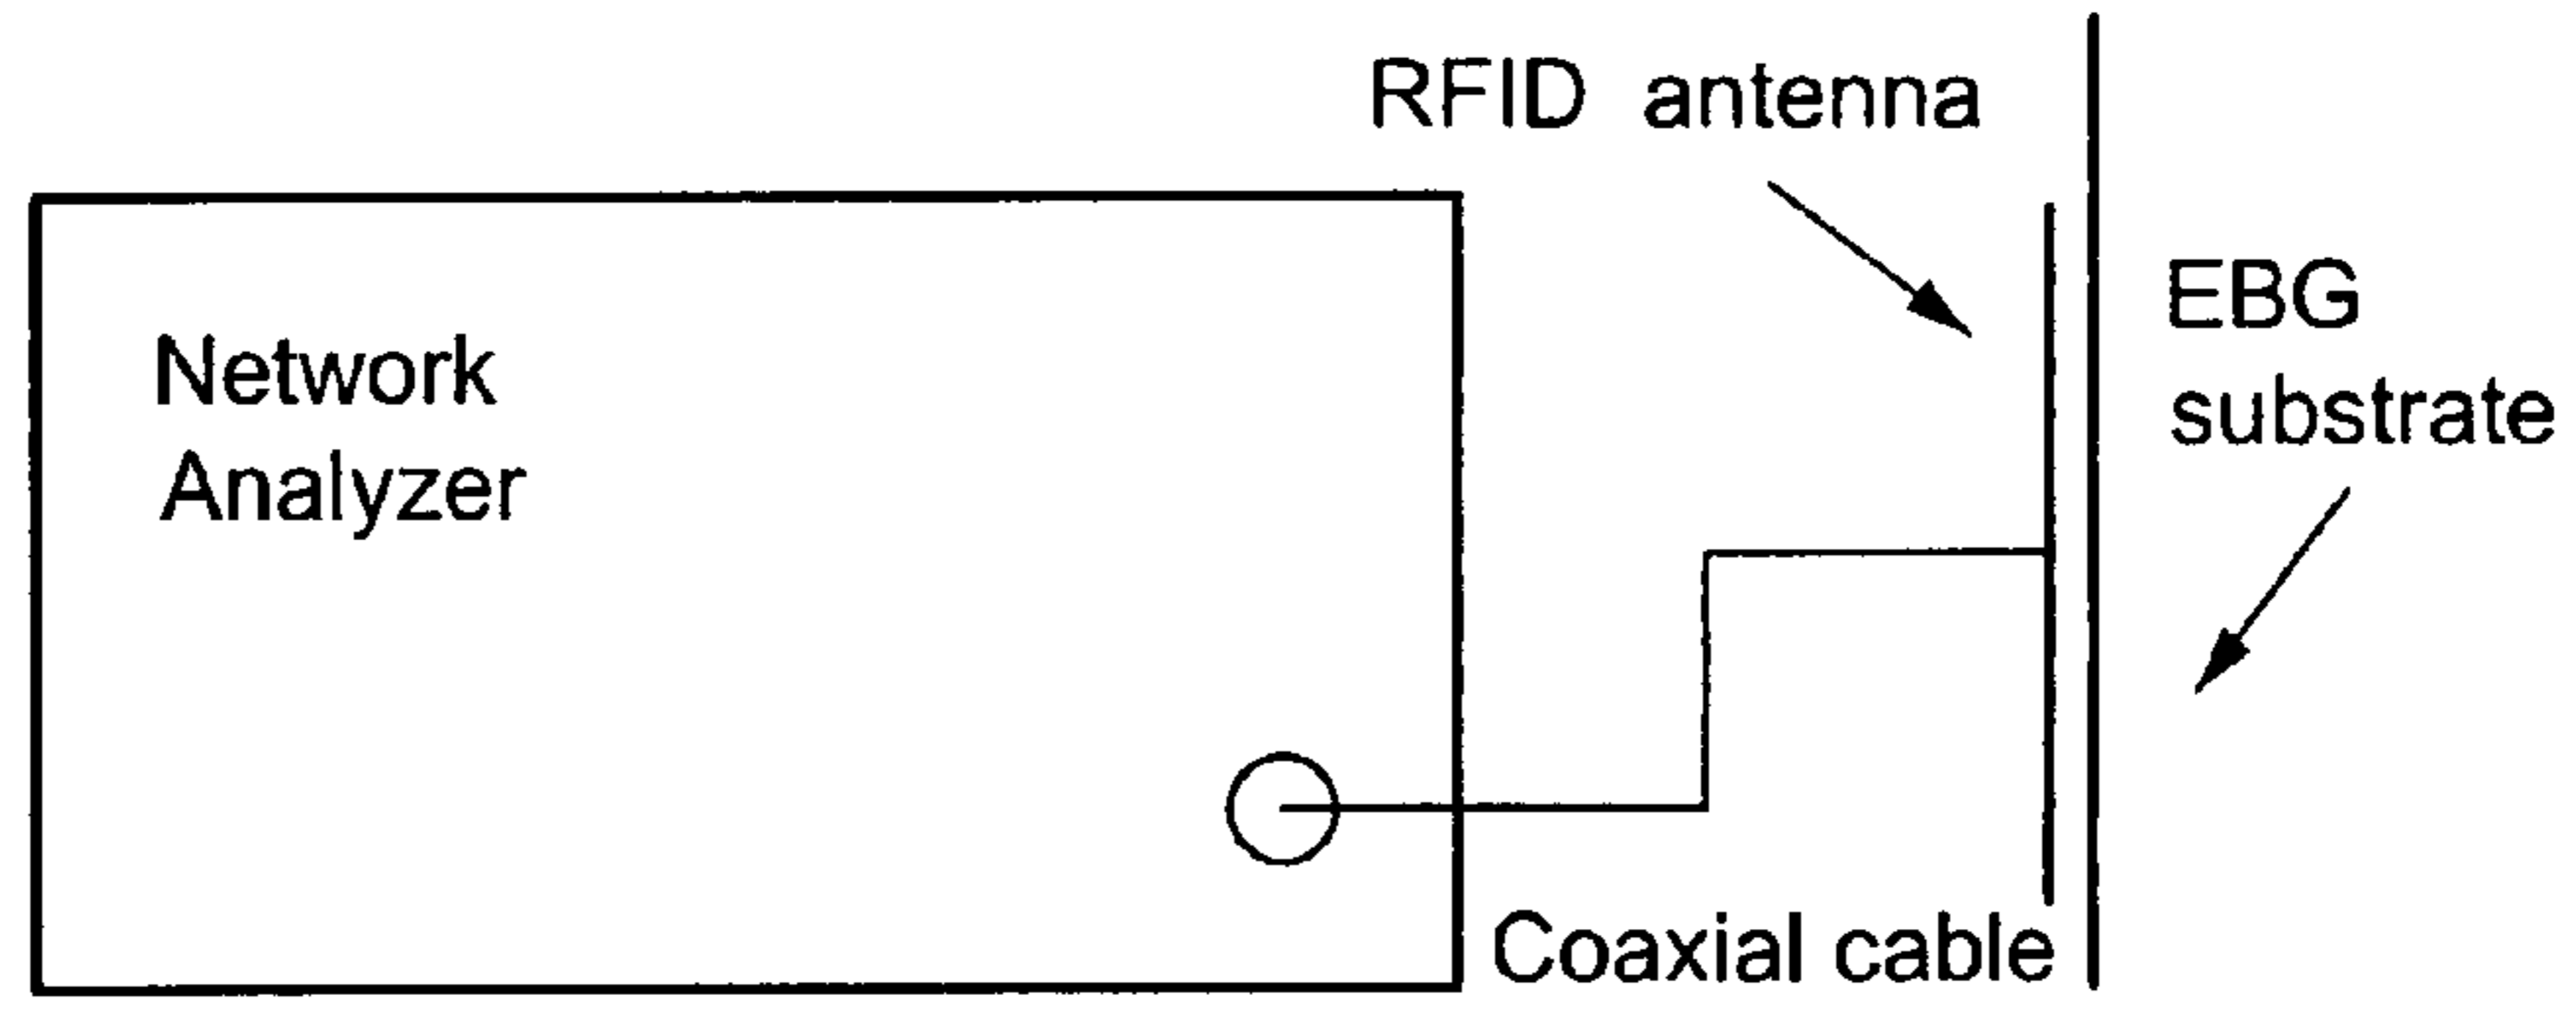 RFID antenna
EBG
substrate
Network
Analyzer
Coaxial cable